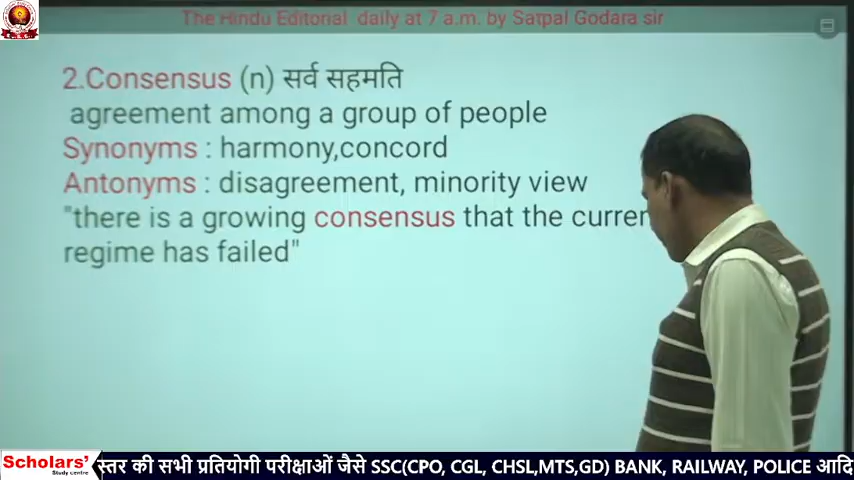 The Hindu Editorial daily at 7 a.m. by Satpal Godara sir
2.Consensus (n) सर्व सहमति
agreement among a group of people
Synonyms : harmony,concord
Antonyms : disagreement, minority view
"there is a growing consensus that the curren
regime has failed"
Scholars'
Study centre
स्तर की सभी प्रतियोगी परीक्षाओं जैसे SSC(CPO, CGL, CHSL,MTS,GD) BANK, RAILWAY, POLICE आदि